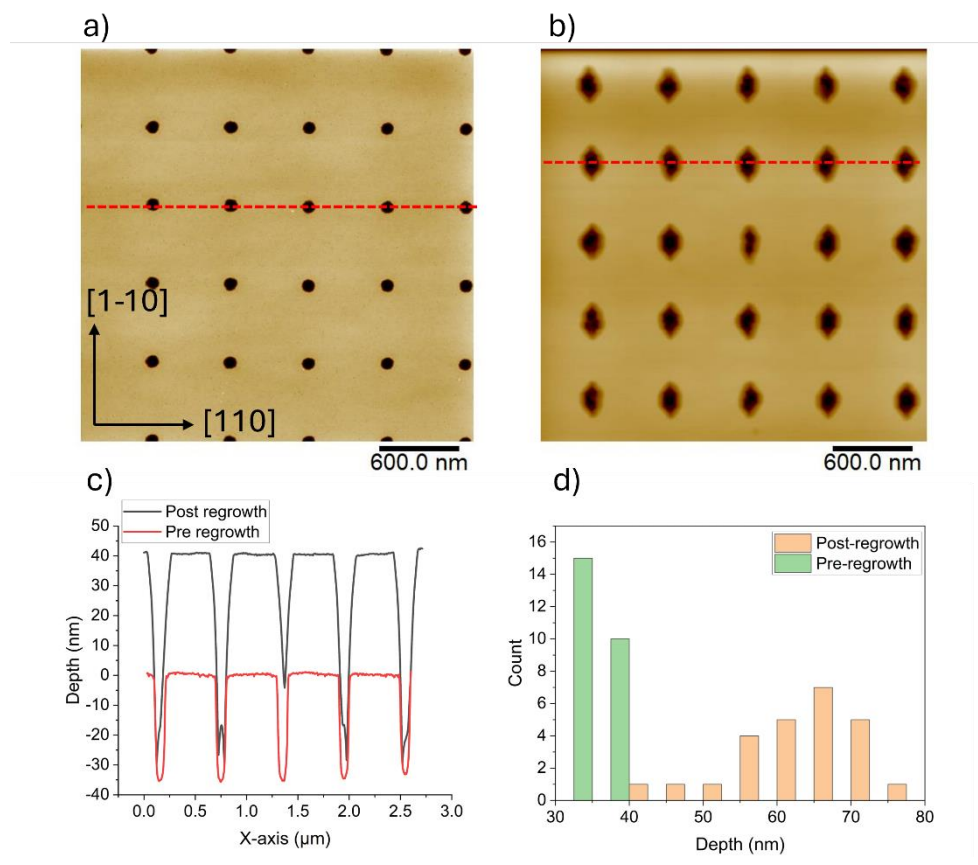 a)
b)
[1-10]
[110]
600.0 nm
600.0 nm
c)
d)
Post regrowth
Pre regrowth
50
40
30
20
10
0
-10
-20
-30
-40
Depth (nm)
0.0
0.5
1.0
1.5
2.0
2.5
3.0
X-axis (µm)
Post-regrowth
Pre-regrowth
16
14
12
10
8
6
4
2
0
Count
30
40
50
60
70
80
Depth (nm)